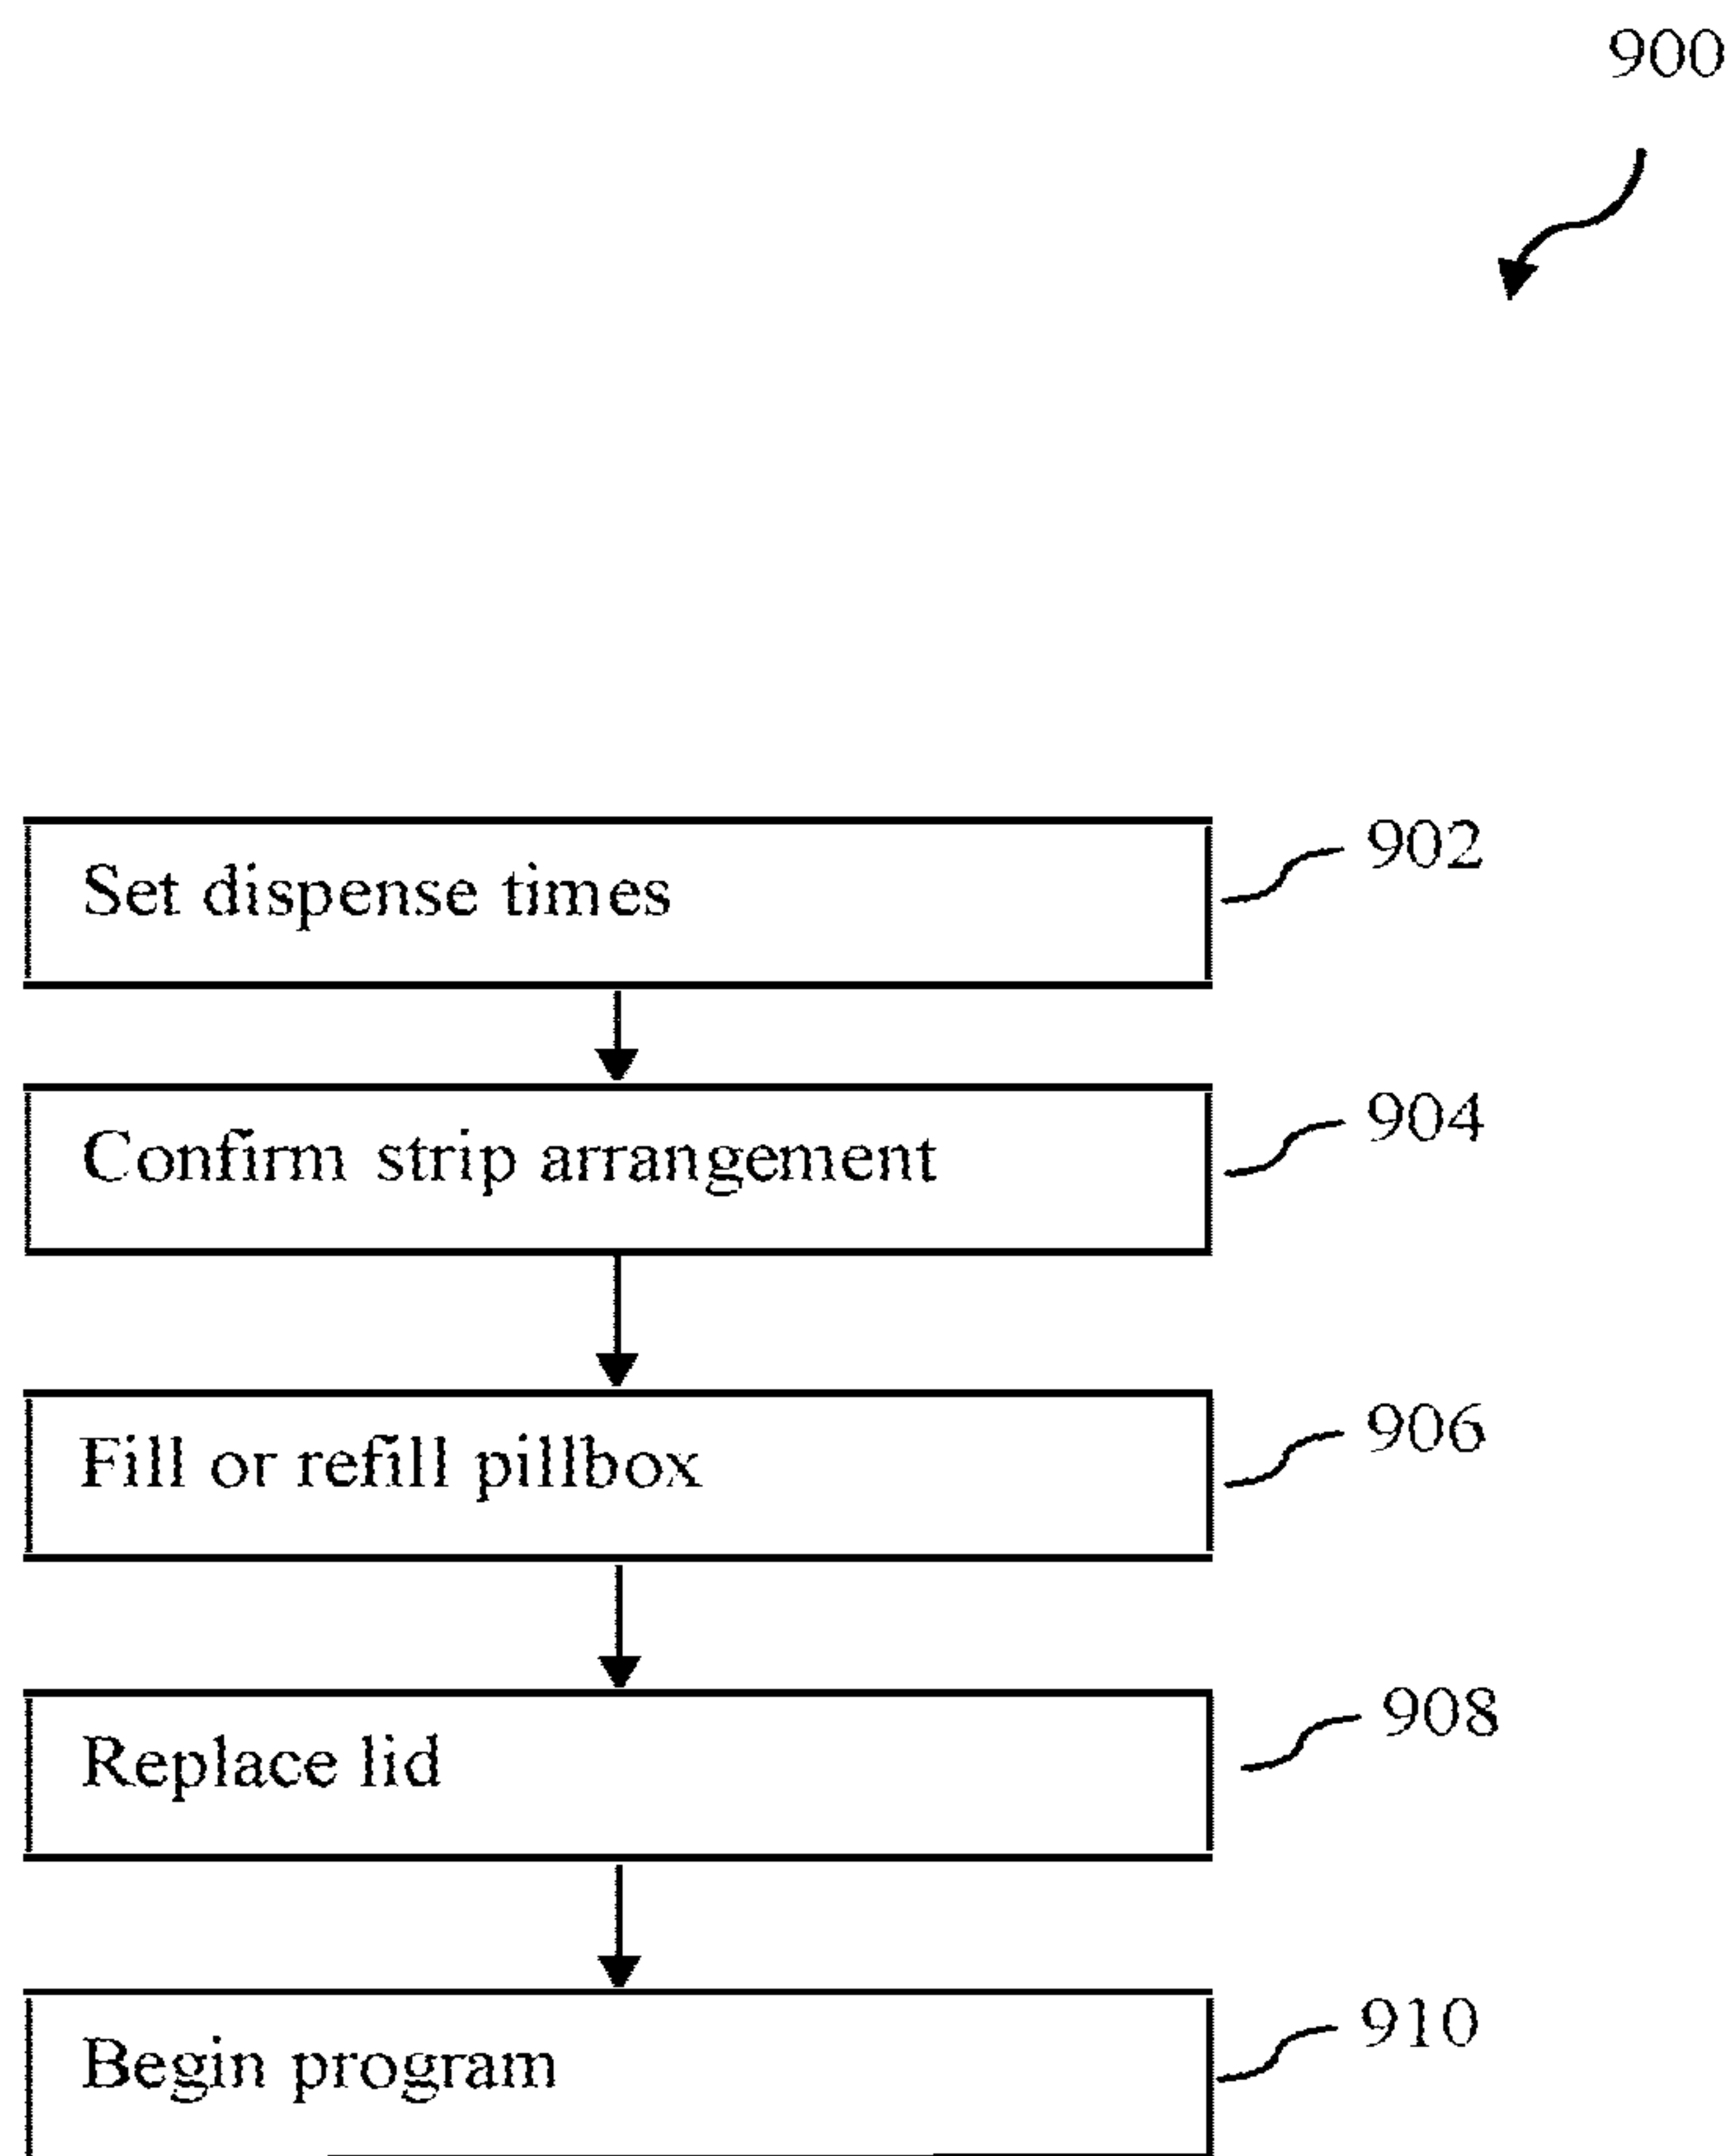 900
Set dispense times
902
Confirm strip arrangement
904
Fill or refill pillbox
906
Replace lid
908
Begin program
910